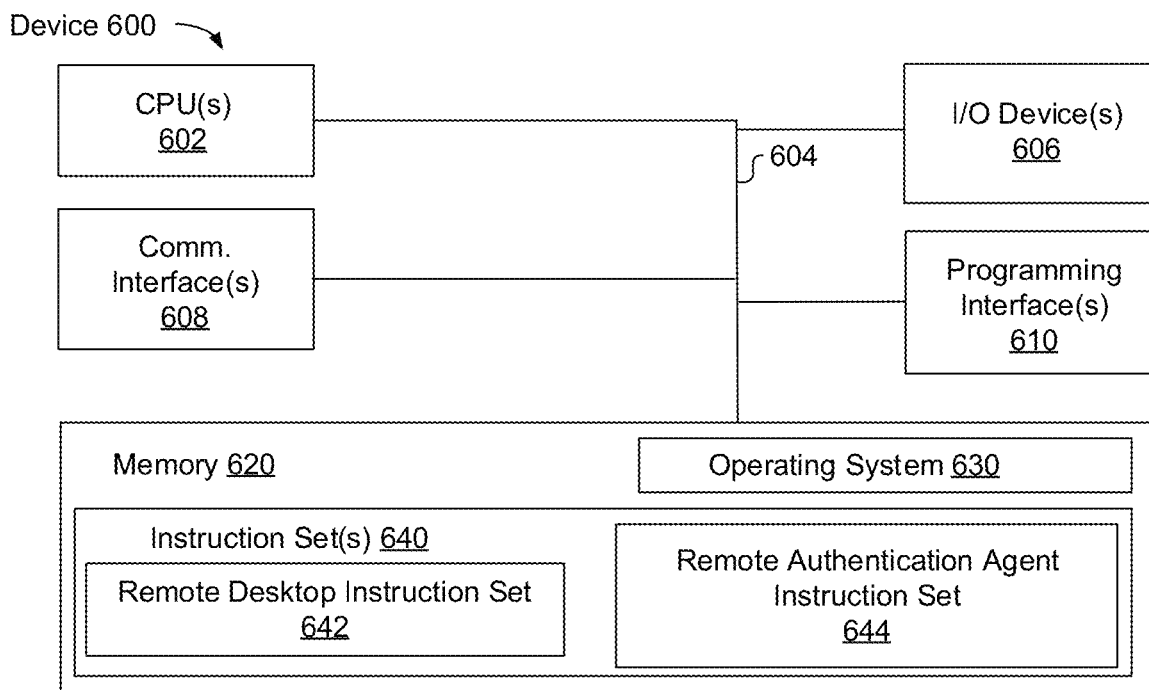 Device 600
CPU(s)
602
I/O Device(s)
606
604
Comm.
Interface(s)
608
Programming
Interface(s)
610
Memory 620
Operating System 630
Instruction Set(s) 640
Remote Desktop Instruction Set
642
Remote Authentication Agent
Instruction Set
644